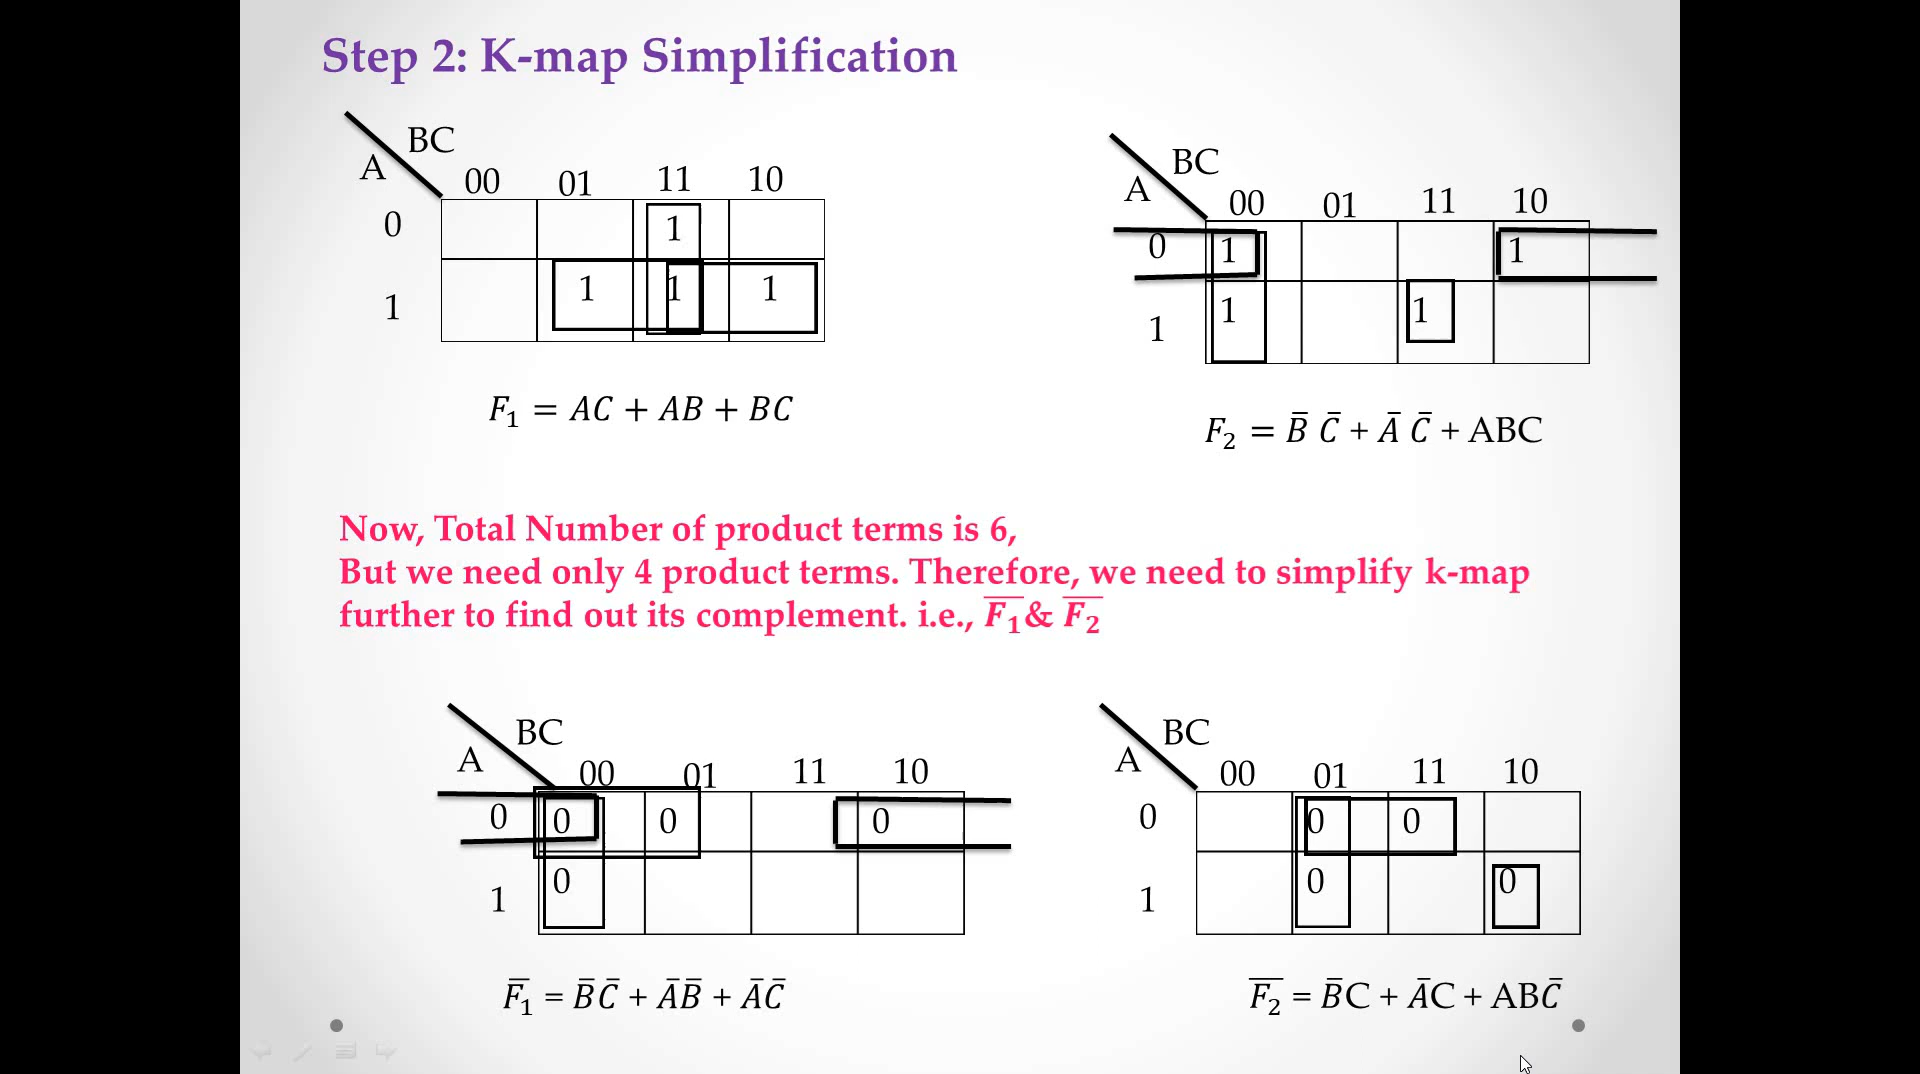 Step 2: K-map Simplification
BC
A
00 01 11 10
0 1
1 1 1 1
F₁ = AC + AB + BC
BC
A
00 01 11 10
0 1 1
1 1 1
F₂ = B̅ C̅ + A̅ C̅ + ABC
Now, Total Number of product terms is 6,
But we need only 4 product terms. Therefore, we need to simplify k-map
further to find out its complement. i.e., F̅₁& F̅₂
BC
A
00 01 11 10
0 0 0 0
1 0
F̅₁ = B̅C̅ + A̅B̅ + A̅C̅
BC
A
00 01 11 10
0 0 0
1 0 0
F̅₂ = B̅C + A̅C + ABC̅